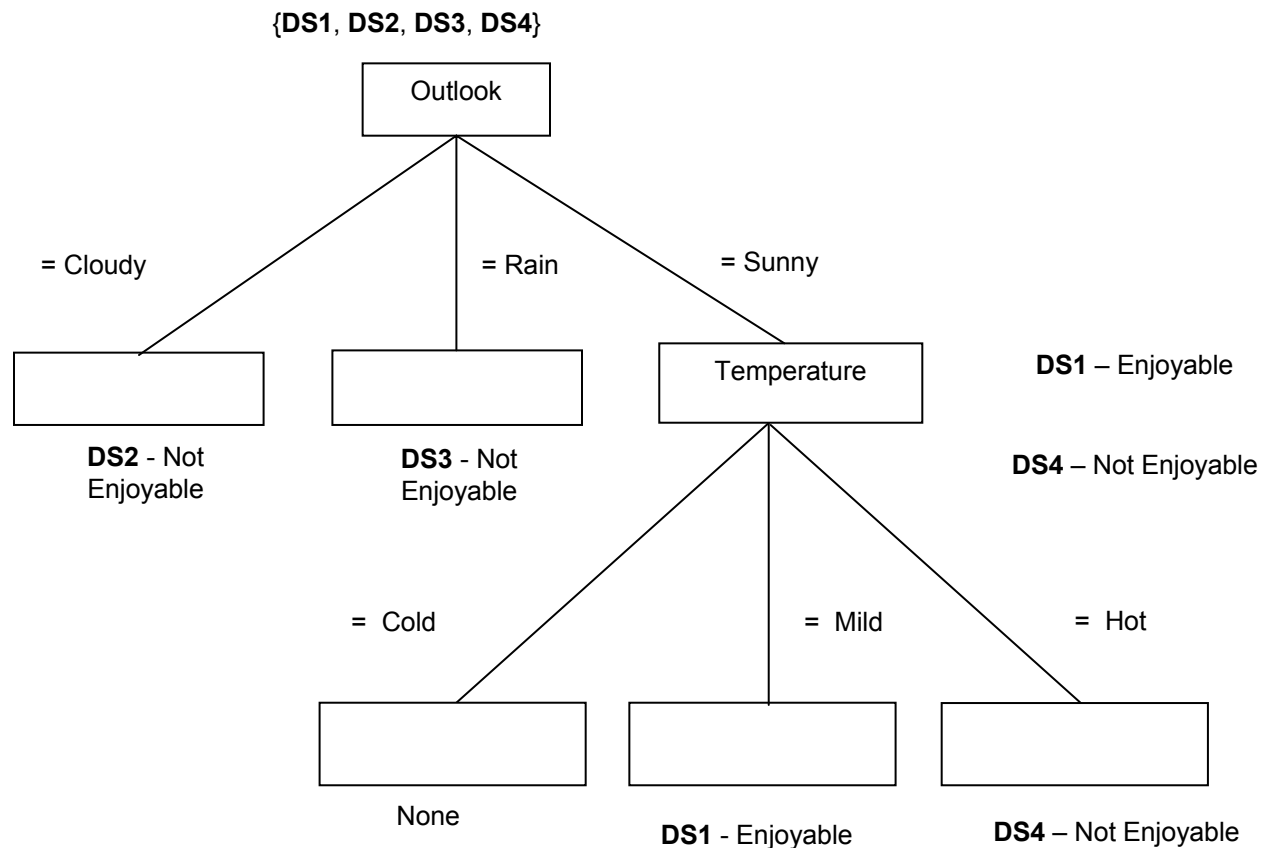 {DS1, DS2, DS3, DS4}
Outlook
= Cloudy
= Rain
= Sunny
Temperature
DS1 – Enjoyable
DS2 - Not
Enjoyable
DS3 - Not
Enjoyable
DS4 – Not Enjoyable
= Cold
= Mild
= Hot
None
DS1 - Enjoyable
DS4 – Not Enjoyable